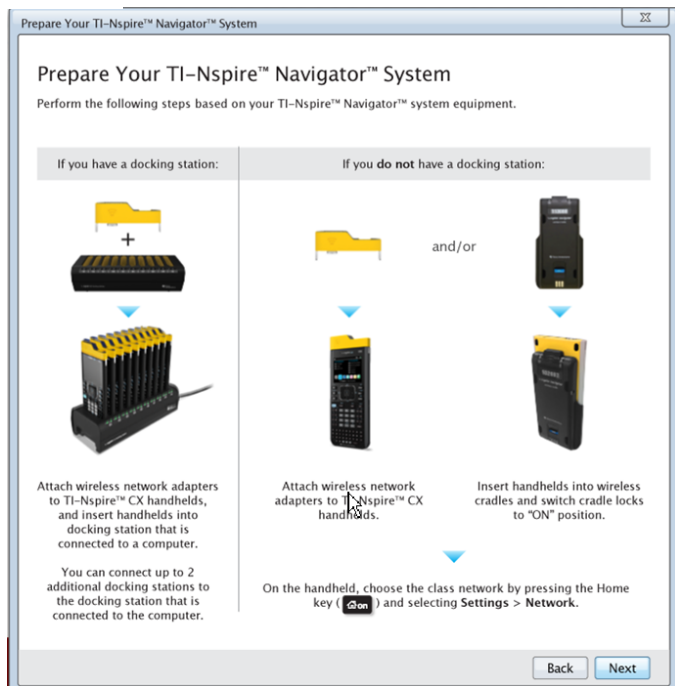 Prepare Your TI-Nspire™ Navigator™ System
Prepare Your TI-Nspire™ Navigator™ System
Perform the following steps based on your TI-Nspire™ Navigator™ system equipment.
If you have a docking station:
+
Attach wireless network adapters
to TI-Nspire™ CX handhelds,
and insert handhelds into
docking station that is
connected to a computer.
You can connect up to 2
additional docking stations to
the docking station that is
connected to the computer.
If you do not have a docking station:
and/or
Attach wireless network
adapters to TI-Nspire™ CX
handhelds.
Insert handhelds into wireless
cradles and switch cradle locks
to “ON” position.
On the handheld, choose the class network by pressing the Home
key ( on ) and selecting Settings > Network.
Back
Next